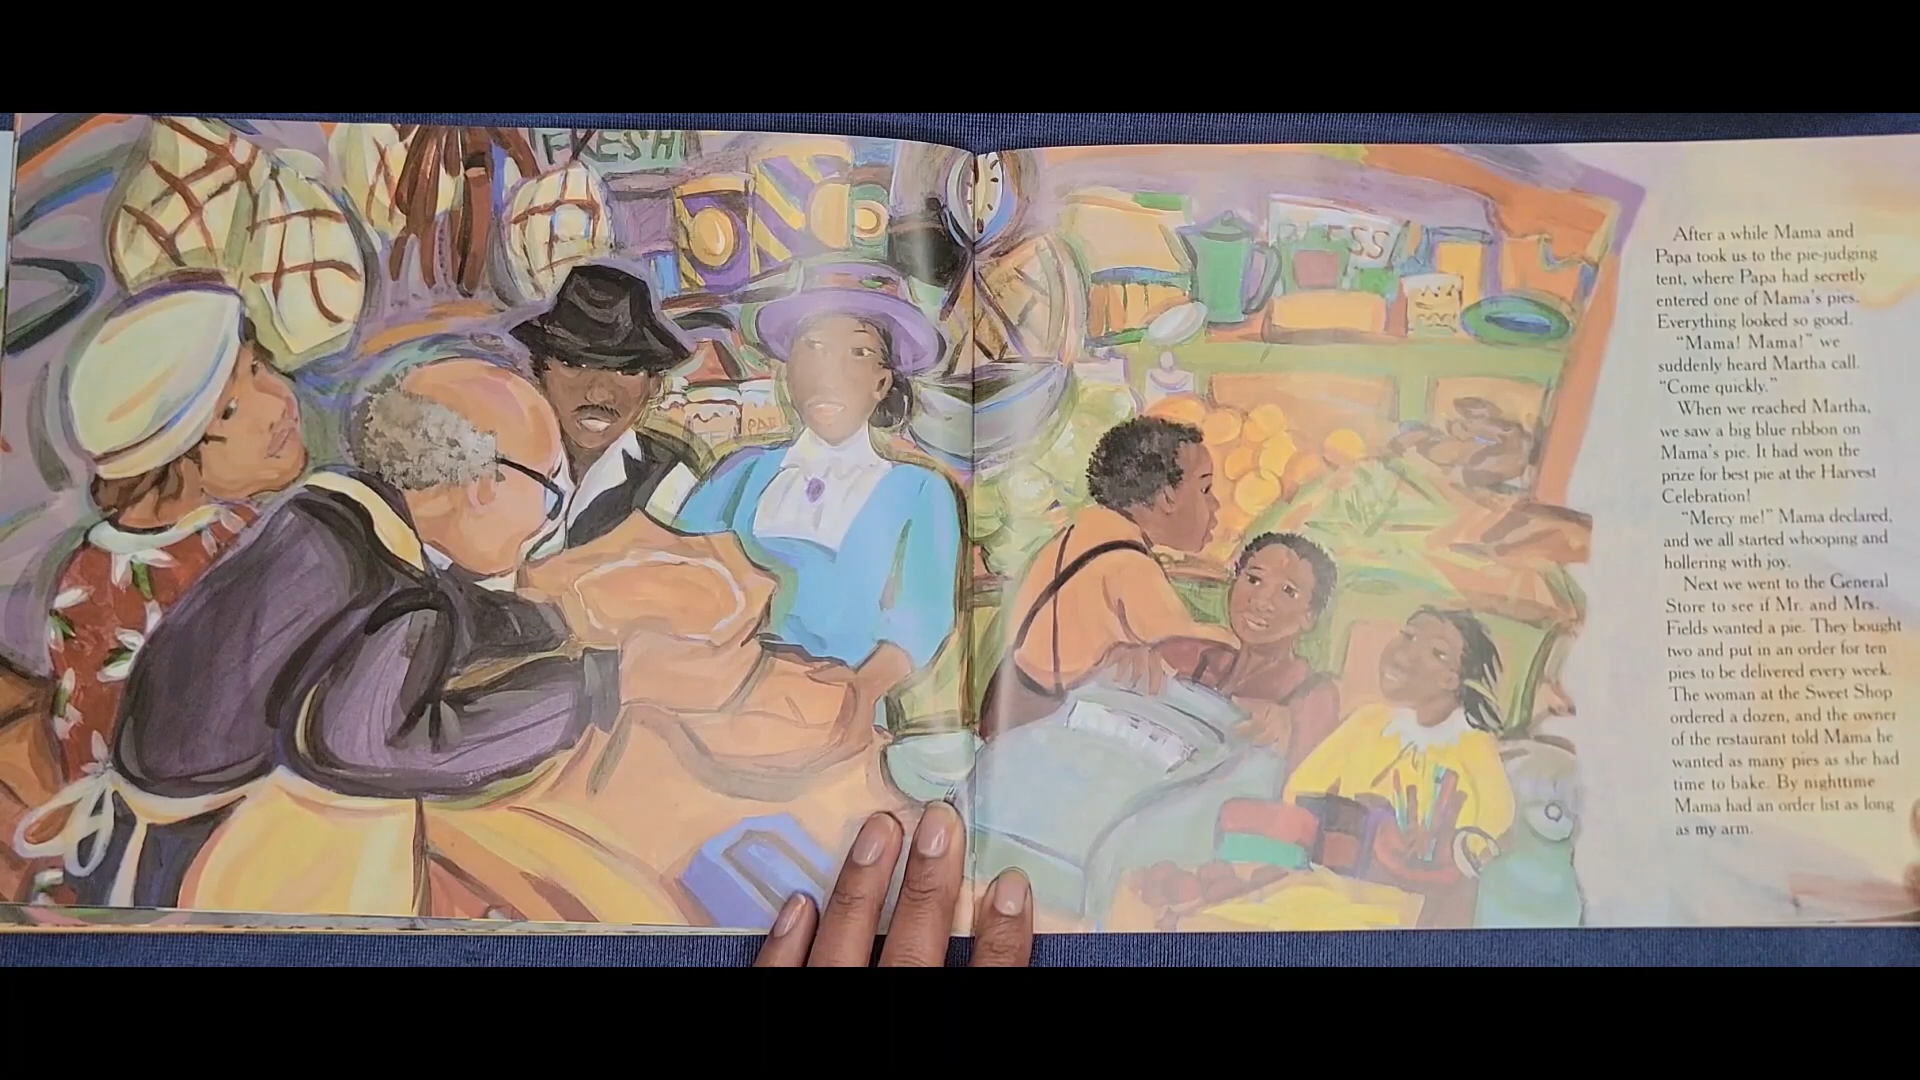 FRESH
BLESS
PAR
After a while Mama and
Papa took us to the pie-judging
tent, where Papa had secretly
entered one of Mama's pies.
Everything looked so good.
"Mama! Mama!" we
suddenly heard Martha call.
"Come quickly."
When we reached Martha,
we saw a big blue ribbon on
Mama's pie. It had won the
prize for best pie at the Harvest
Celebration!
"Mercy me!" Mama declared,
and we all started whooping and
hollering with joy.
Next we went to the General
Store to see if Mr. and Mrs.
Fields wanted a pie. They bought
two and put in an order for ten
pies to be delivered every week.
The woman at the Sweet Shop
ordered a dozen, and the owner
of the restaurant told Mama he
wanted as many pies as she had
time to bake. By nighttime
Mama had an order list as long
as my arm.